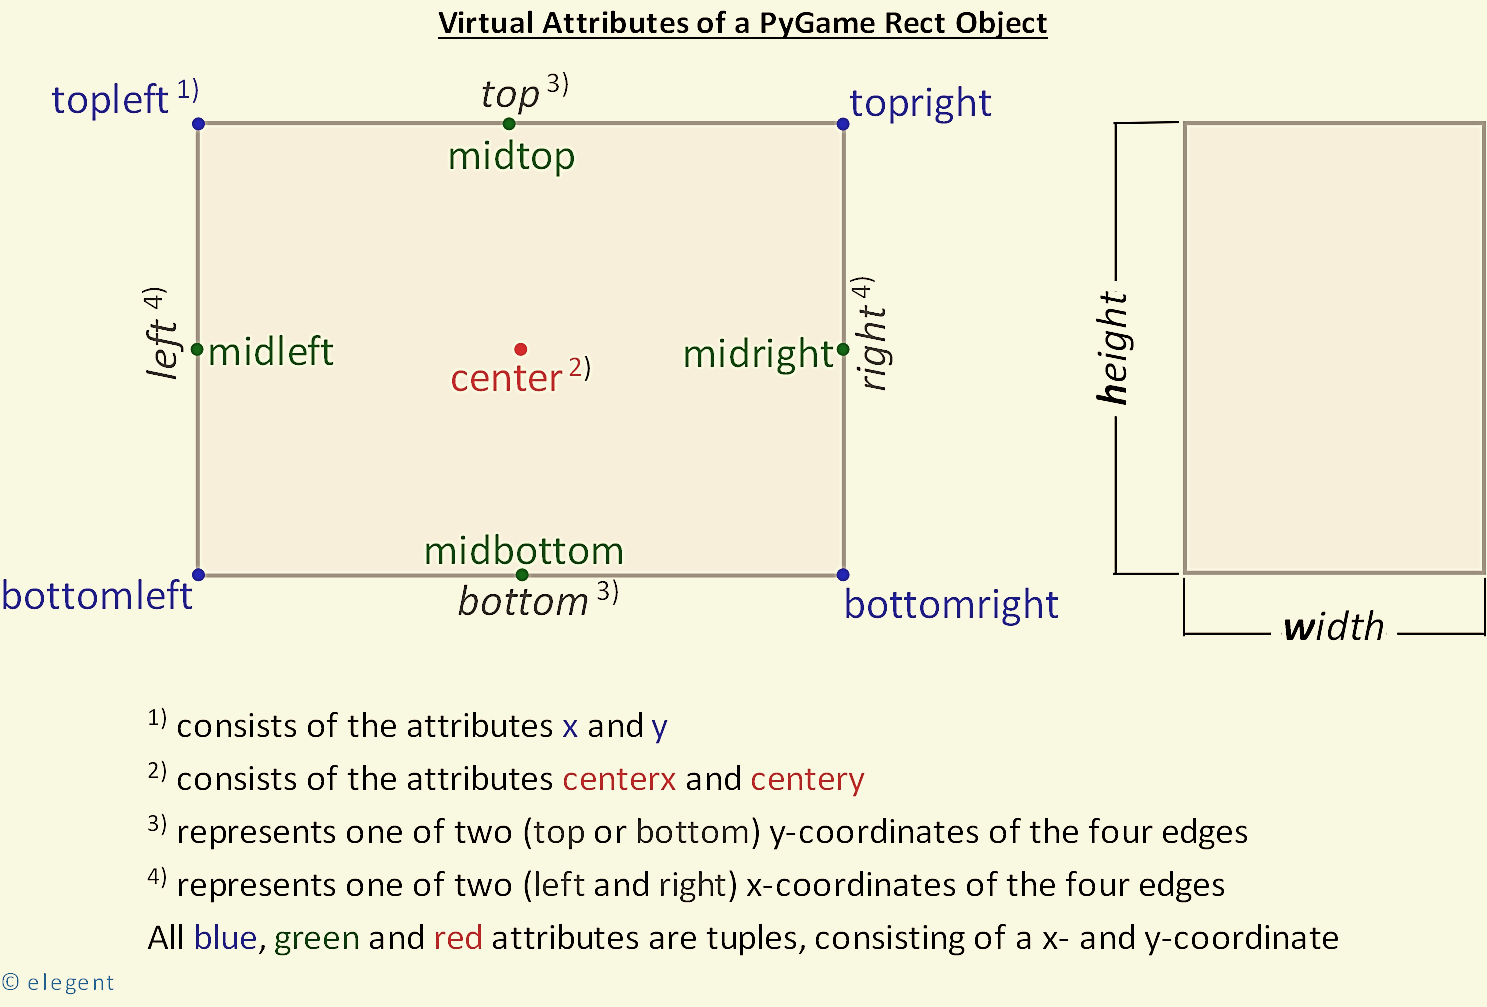 Virtual Attributes of a PyGame Rect Object
topleft 1)
top 3)
topright
midtop
left 4)
midleft
center 2)
midright
right 4)
height
midbottom
bottomleft
bottom 3)
bottomright
width
1) consists of the attributes x and y
2) consists of the attributes centerx and centery
3) represents one of two (top or bottom) y-coordinates of the four edges
4) represents one of two (left and right) x-coordinates of the four edges
All blue, green and red attributes are tuples, consisting of a x- and y-coordinate
© elegent